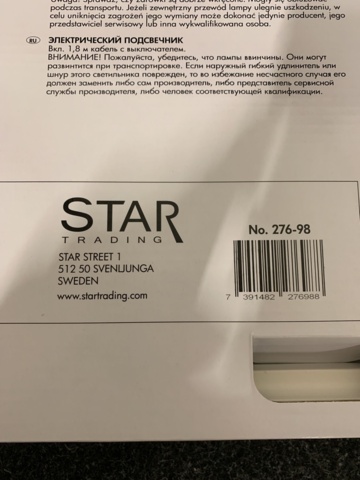 Uwaga! Sprawdź, czy żarówki są dobrze wkręcone. Mogą się obluzować
podczas transportu. Jeżeli zewnętrzny przewód lampy ulegnie uszkodzeniu, w
celu uniknięcia zagrożeń jego wymiany może dokonać jedynie producent, jego
przedstawiciel serwisowy lub inna wykwalifikowana osoba.
RU ЭЛЕКТРИЧЕСКИЙ ПОДСВЕЧНИК
Вкл. 1,8 м кабель с выключателем.
ВНИМАНИЕ! Пожалуйста, убедитесь, что лампы ввинчины. Они могут
развинтится при транспортировке. Если наружный гибкий удлинитель или
шнур этого светильника поврежден, то во избежание несчастного случая его
должен заменить либо сам производитель, либо представитель сервисной
службы производителя, либо человек соответствующей квалификации.
STAR
TRADING
STAR STREET 1
512 50 SVENLJUNGA
SWEDEN
www.startrading.com
No. 276-98
7 391482 276988